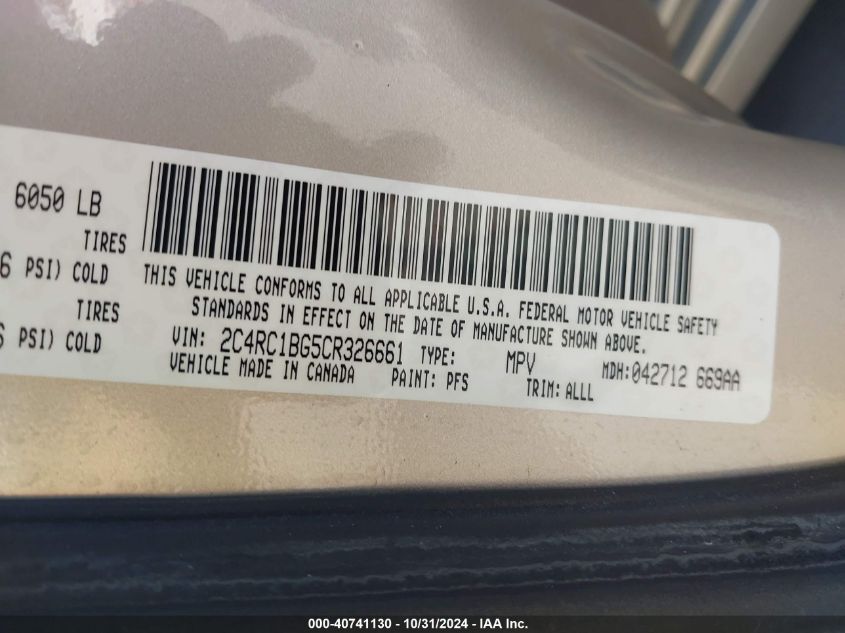 6050 LB
TIRES
6 PSI) COLD
TIRES
PSI) COLD
THIS VEHICLE CONFORMS TO ALL APPLICABLE U.S.A. FEDERAL MOTOR VEHICLE SAFETY
STANDARDS IN EFFECT ON THE DATE OF MANUFACTURE SHOWN ABOVE.
VIN: 2C4RC1BG5CR326661 TYPE: MPV MDH:042712 669AA
VEHICLE MADE IN CANADA PAINT: PFS TRIM: ALLL
000-40741130 - 10/31/2024 - IAA Inc.